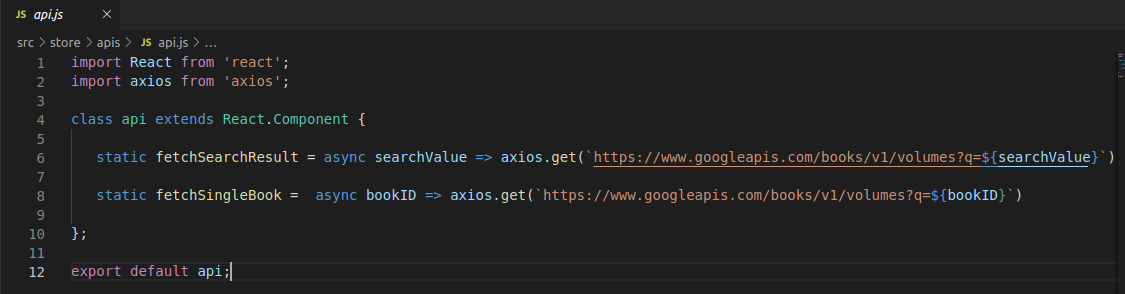 JS api.js ×
src > store > apis > JS api.js > ...
1 import React from 'react';
2 import axios from 'axios';
3
4 class api extends React.Component {
5
6 static fetchSearchResult = async searchValue => axios.get(`https://www.googleapis.com/books/v1/volumes?q=${searchValue}`)
7
8 static fetchSingleBook =  async bookID => axios.get(`https://www.googleapis.com/books/v1/volumes?q=${bookID}`)
9
10 };
11
12 export default api;